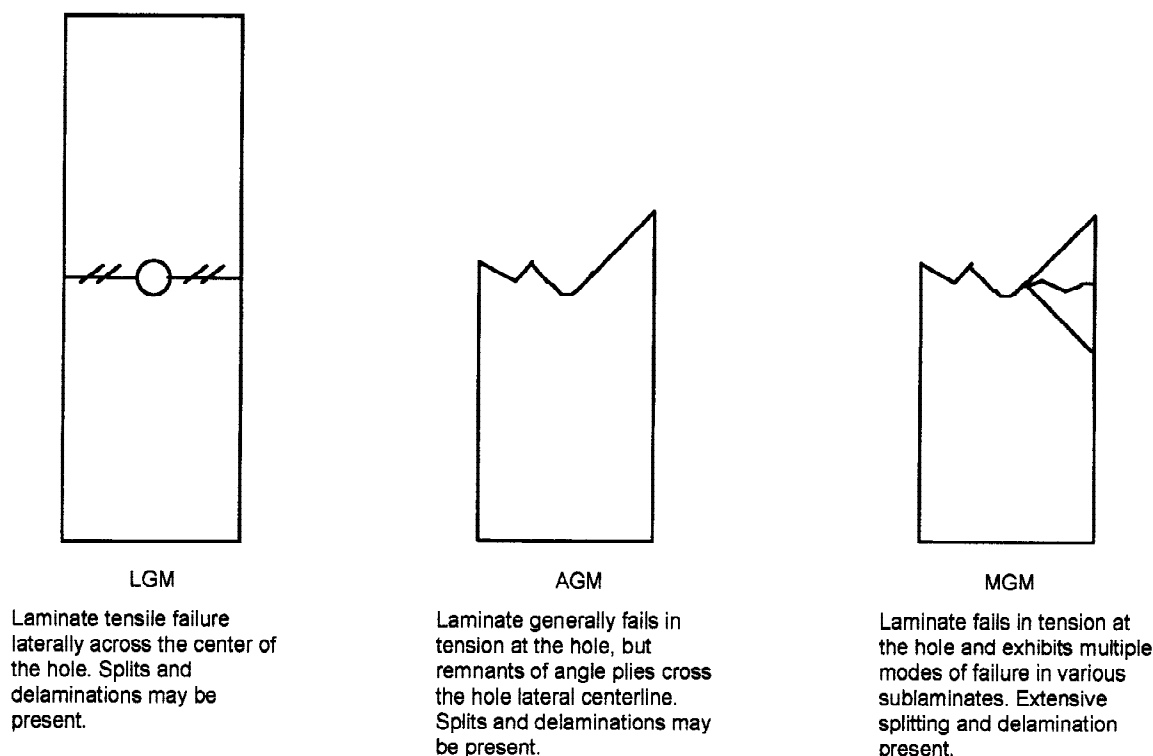 LGM
Laminate tensile failure
laterally across the center of
the hole. Splits and
delaminations may be
present.
AGM
Laminate generally fails in
tension at the hole, but
remnants of angle plies cross
the hole lateral centerline.
Splits and delaminations may
be present.
MGM
Laminate fails in tension at
the hole and exhibits multiple
modes of failure in various
sublaminates. Extensive
splitting and delamination
present.